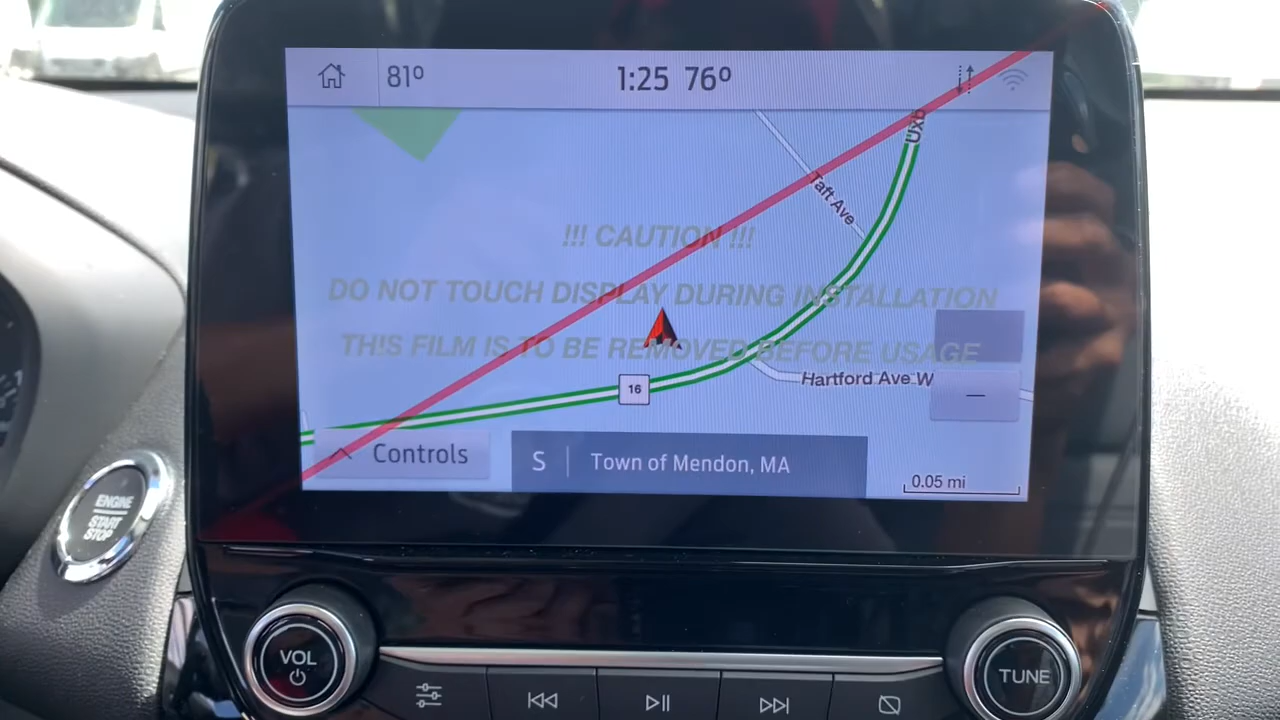 81° 1:25 76°
Uxb
Taft Ave
!!! CAUTION !!!
DO NOT TOUCH DISPLAY DURING INSTALLATION
THIS FILM IS TO BE REMOVED BEFORE USAGE
Hartford Ave W
16
Controls
S Town of Mendon, MA
0.05 mi
ENGINE
START
STOP
VOL
TUNE